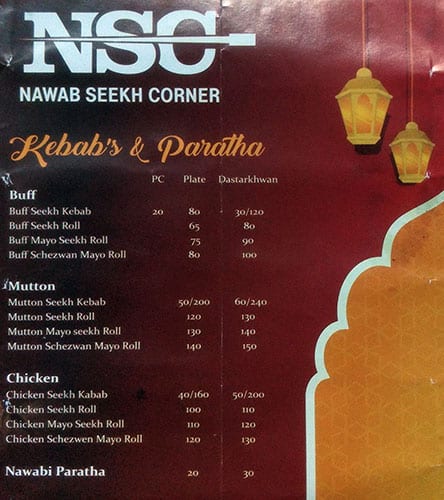 NSC
NAWAB SEEKH CORNER
Kebab's & Paratha
PC Plate Dastarkhwan
Buff
Buff Seekh Kebab 20 80 30/120
Buff Seekh Roll 65 80
Buff Mayo Seekh Roll 75 90
Buff Schezwan Mayo Roll 80 100
Mutton
Mutton Seekh Kebab 50/200 60/240
Mutton Seekh Roll 120 130
Mutton Mayo seekh Roll 130 140
Mutton Schezwan Mayo Roll 140 150
Chicken
Chicken Seekh Kabab 40/160 50/200
Chicken Seekh Roll 100 110
Chicken Mayo Seekh Roll 110 120
Chicken Schezwen Mayo Roll 120 130
Nawabi Paratha 20 30